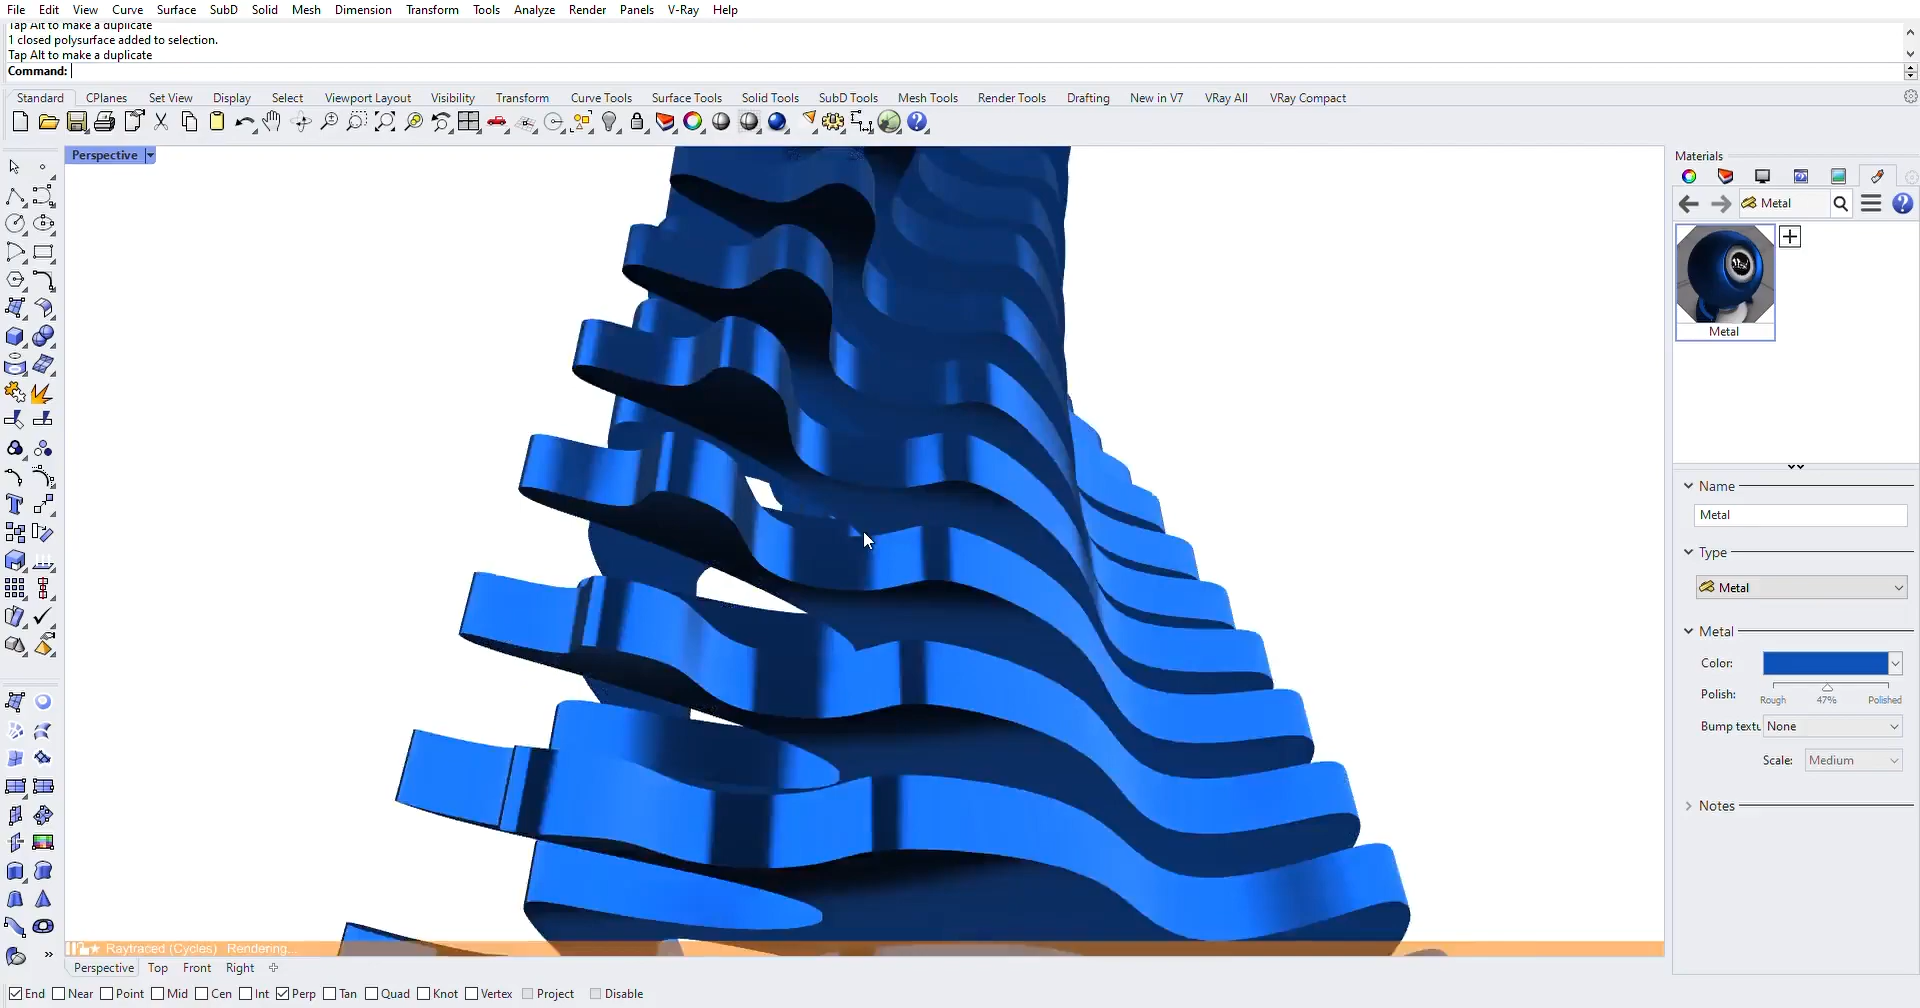 File Edit View Curve Surface SubD Solid Mesh Dimension Transform Tools Analyze Render Panels V-Ray Help
Tap Alt to make a duplicate
1 closed polysurface added to selection.
Tap Alt to make a duplicate
Command:
Standard CPlanes Set View Display Select Viewport Layout Visibility Transform Curve Tools Surface Tools Solid Tools SubD Tools Mesh Tools Render Tools Drafting New in V7 VRay All VRay Compact
Perspective
Materials
Metal
Metal
Name
Metal
Type
Metal
Metal
Color:
Polish:
Rough 47% Polished
Bump textu None
Scale: Medium
Notes
Raytraced (Cycles) Rendering...
Perspective Top Front Right
End Near Point Mid Cen Int Perp Tan Quad Knot Vertex Project Disable